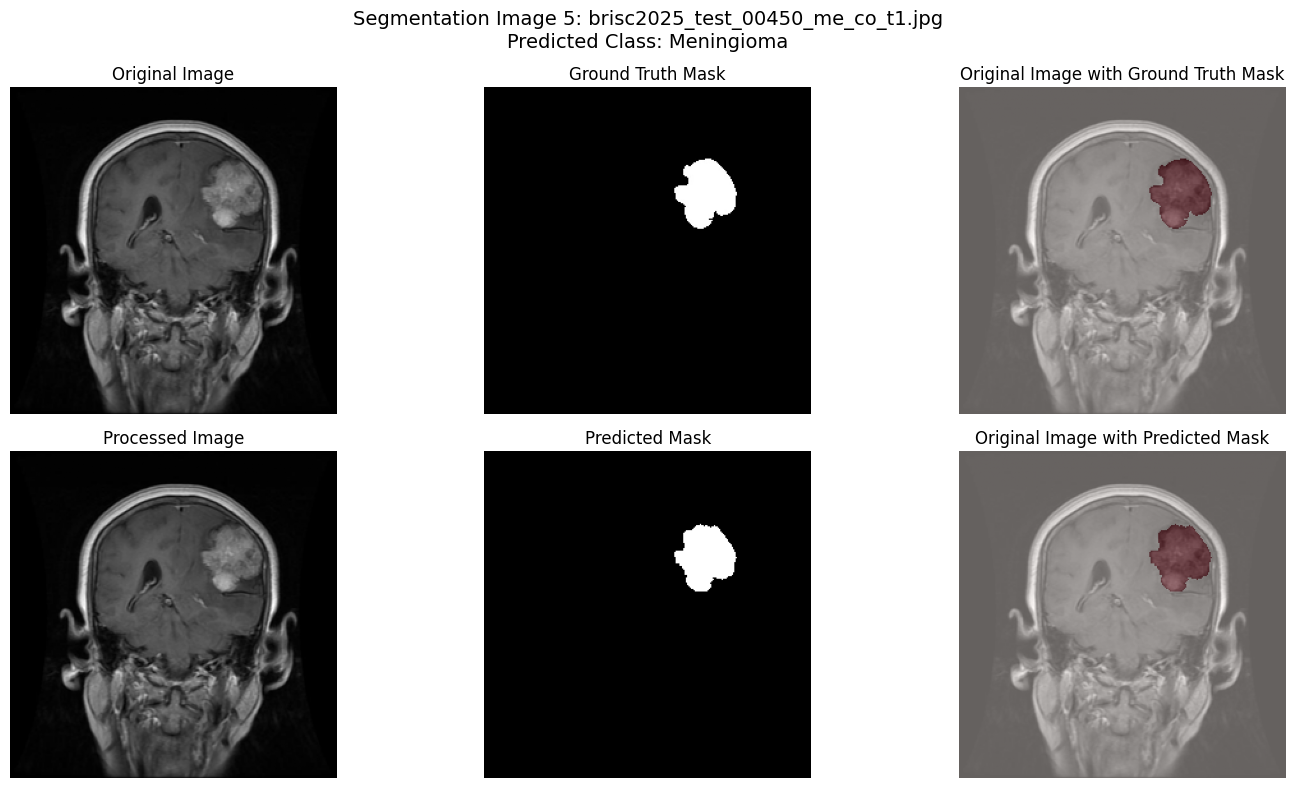 Segmentation Image 5: brisc2025_test_00450_me_co_t1.jpg
Predicted Class: Meningioma
Original Image
Ground Truth Mask
Original Image with Ground Truth Mask
Processed Image
Predicted Mask
Original Image with Predicted Mask